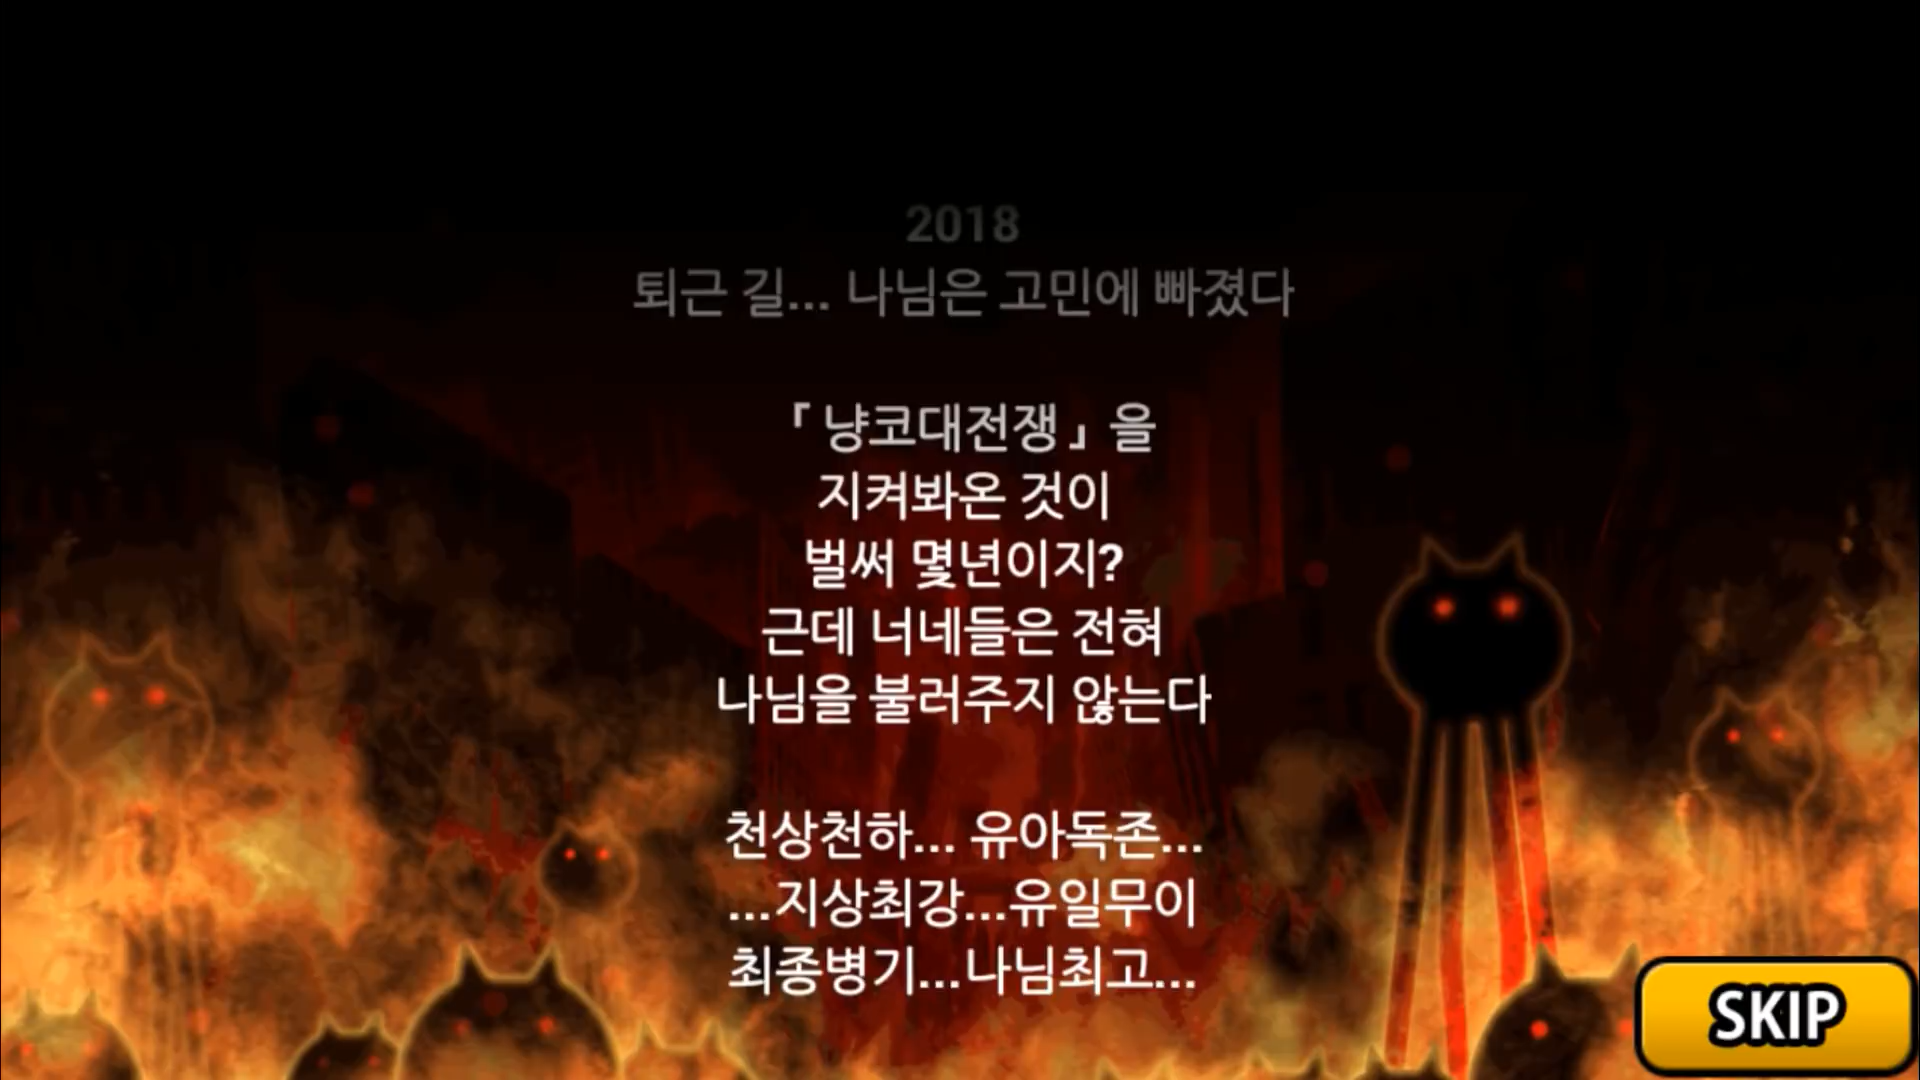 2018
퇴근 길... 나님은 고민에 빠졌다
「냥코대전쟁」을
지켜봐온 것이
벌써 몇년이지?
근데 너네들은 전혀
나님을 불러주지 않는다
천상천하... 유아독존...
...지상최강...유일무이
최종병기...나님최고...
SKIP